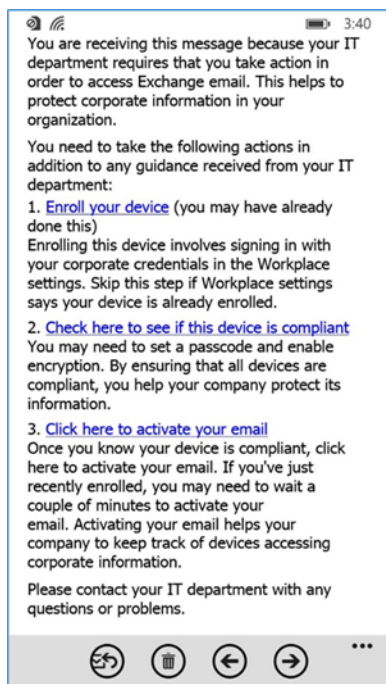 3:40
You are receiving this message because your IT
department requires that you take action in
order to access Exchange email. This helps to
protect corporate information in your
organization.
You need to take the following actions in
addition to any guidance received from your IT
department:
1. Enroll your device (you may have already
done this)
Enrolling this device involves signing in with
your corporate credentials in the Workplace
settings. Skip this step if Workplace settings
says your device is already enrolled.
2. Check here to see if this device is compliant
You may need to set a passcode and enable
encryption. By ensuring that all devices are
compliant, you help your company protect its
information.
3. Click here to activate your email
Once you know your device is compliant, click
here to activate your email. If you've just
recently enrolled, you may need to wait a
couple of minutes to activate your
email. Activating your email helps your
company to keep track of devices accessing
corporate information.
Please contact your IT department with any
questions or problems.